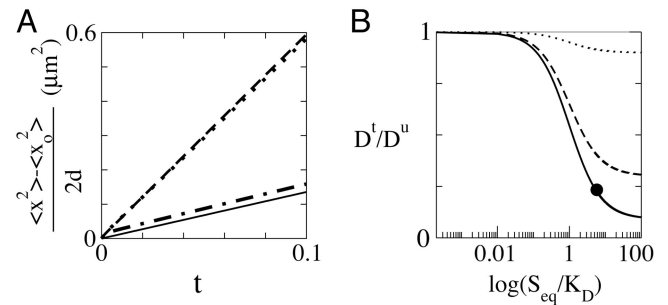 A
0.6
<x²>-<x₀²>
2d
(μm²)
0
0
0.1
t
B
1
Dᵗ/Dᵘ
0
0.01
1
100
log(S_eq/K_D)